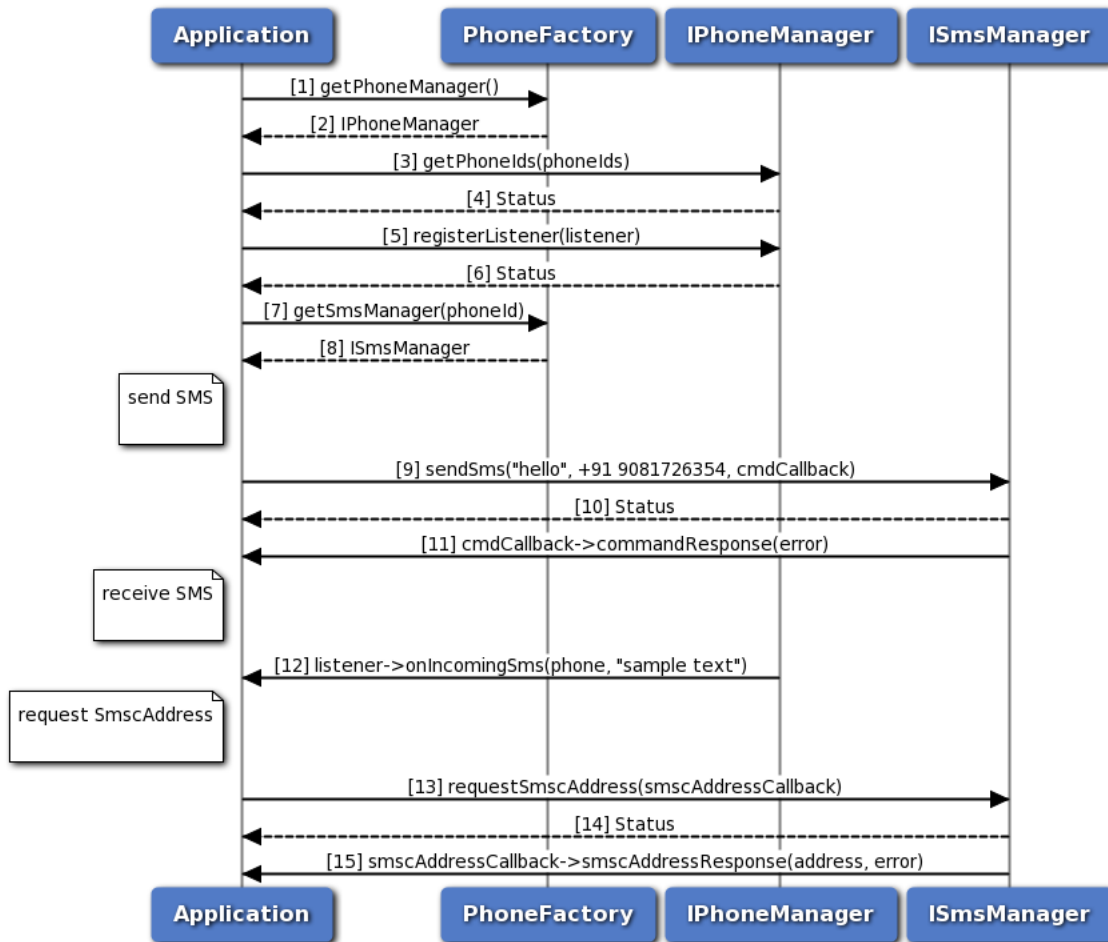 Application PhoneFactory IPhoneManager ISmsManager
[1] getPhoneManager()
[2] IPhoneManager
[3] getPhoneIds(phoneIds)
[4] Status
[5] registerListener(listener)
[6] Status
[7] getSmsManager(phoneId)
[8] ISmsManager
send SMS
[9] sendSms("hello", +91 9081726354, cmdCallback)
[10] Status
[11] cmdCallback->commandResponse(error)
receive SMS
[12] listener->onIncomingSms(phone, "sample text")
request SmscAddress
[13] requestSmscAddress(smscAddressCallback)
[14] Status
[15] smscAddressCallback->smscAddressResponse(address, error)
Application PhoneFactory IPhoneManager ISmsManager